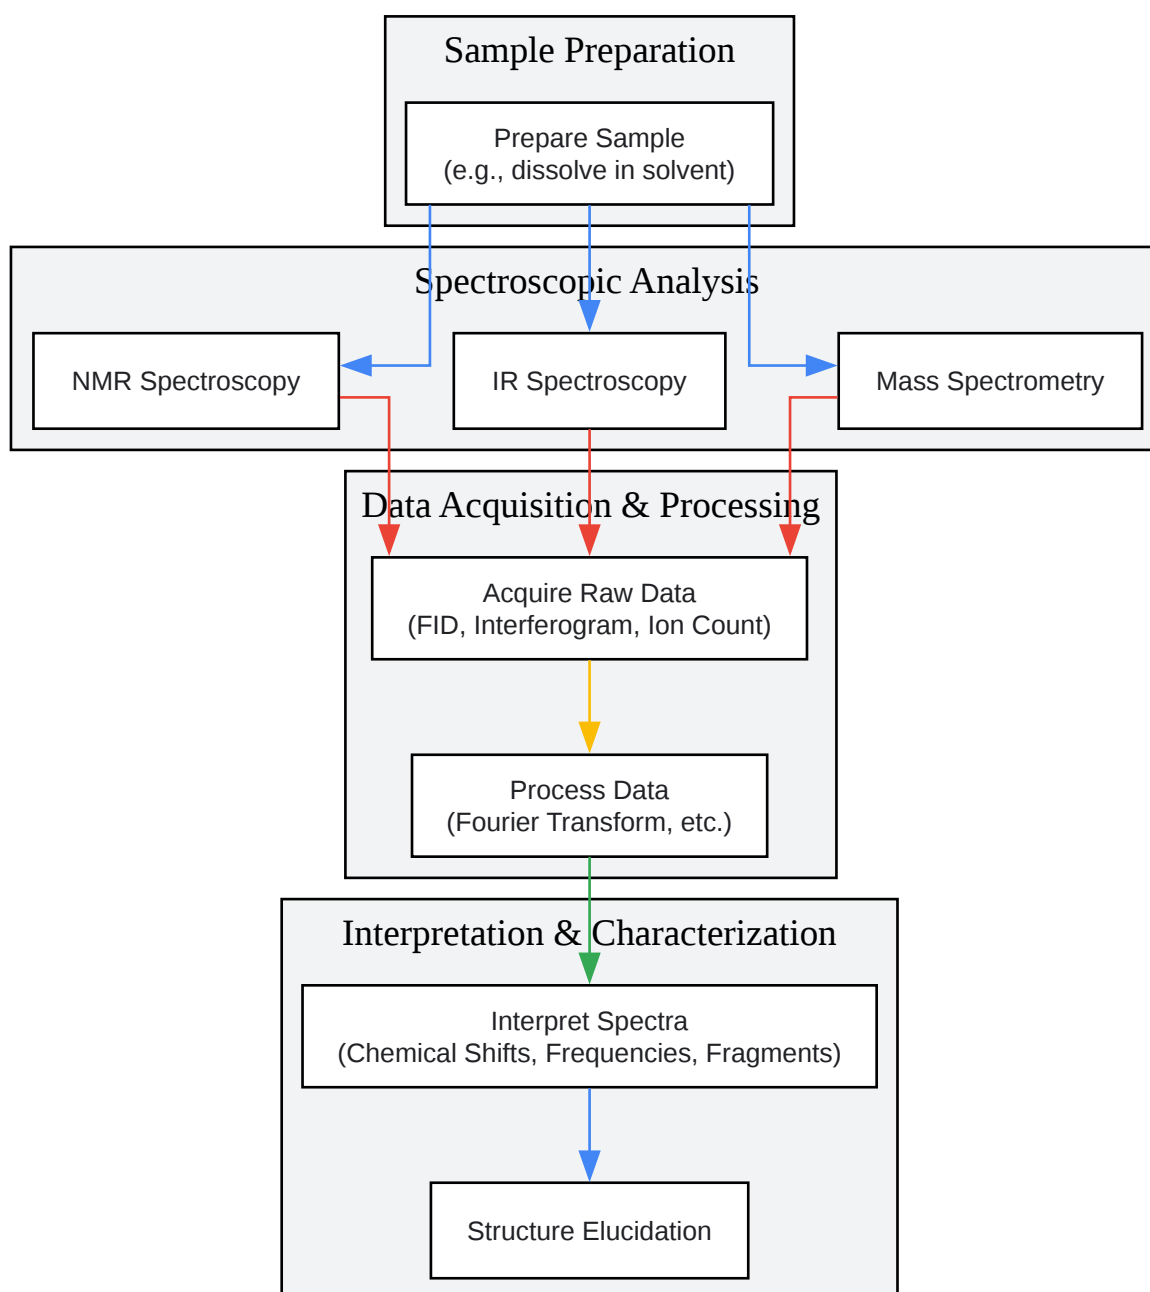 Sample Preparation
Prepare Sample
(e.g., dissolve in solvent)
Spectroscopic Analysis
NMR Spectroscopy
IR Spectroscopy
Mass Spectrometry
Data Acquisition & Processing
Acquire Raw Data
(FID, Interferogram, Ion Count)
Process Data
(Fourier Transform, etc.)
Interpretation & Characterization
Interpret Spectra
(Chemical Shifts, Frequencies, Fragments)
Structure Elucidation